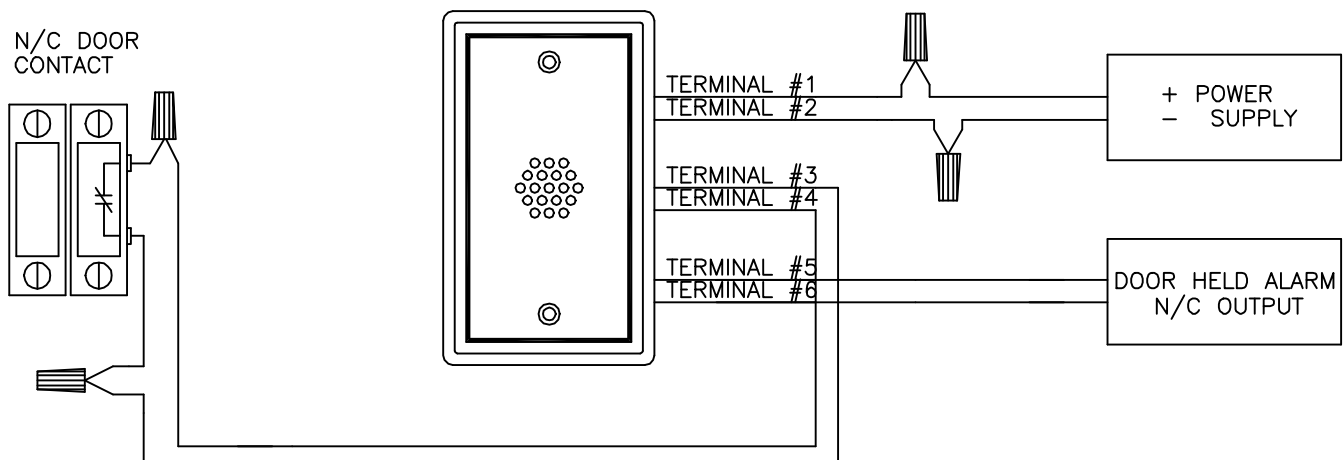 N/C DOOR
CONTACT
TERMINAL #1
TERMINAL #2
TERMINAL #3
TERMINAL #4
TERMINAL #5
TERMINAL #6
+ POWER
- SUPPLY
DOOR HELD ALARM
N/C OUTPUT